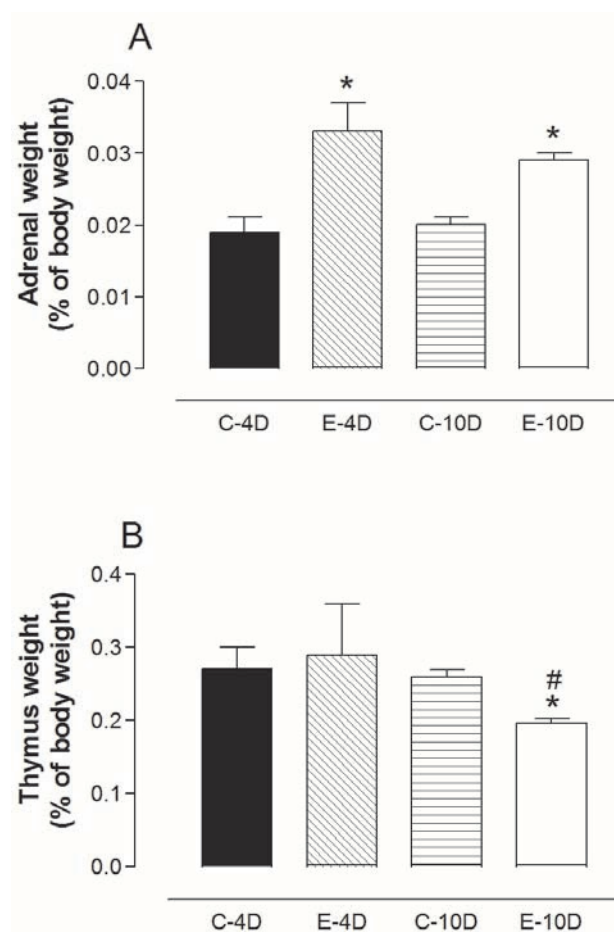 A
Adrenal weight
(% of body weight)
0.04
0.03
0.02
0.01
0.00
*
*
C-4D
E-4D
C-10D
E-10D
B
Thymus weight
(% of body weight)
0.4
0.3
0.2
0.1
0.0
#
*
C-4D
E-4D
C-10D
E-10D